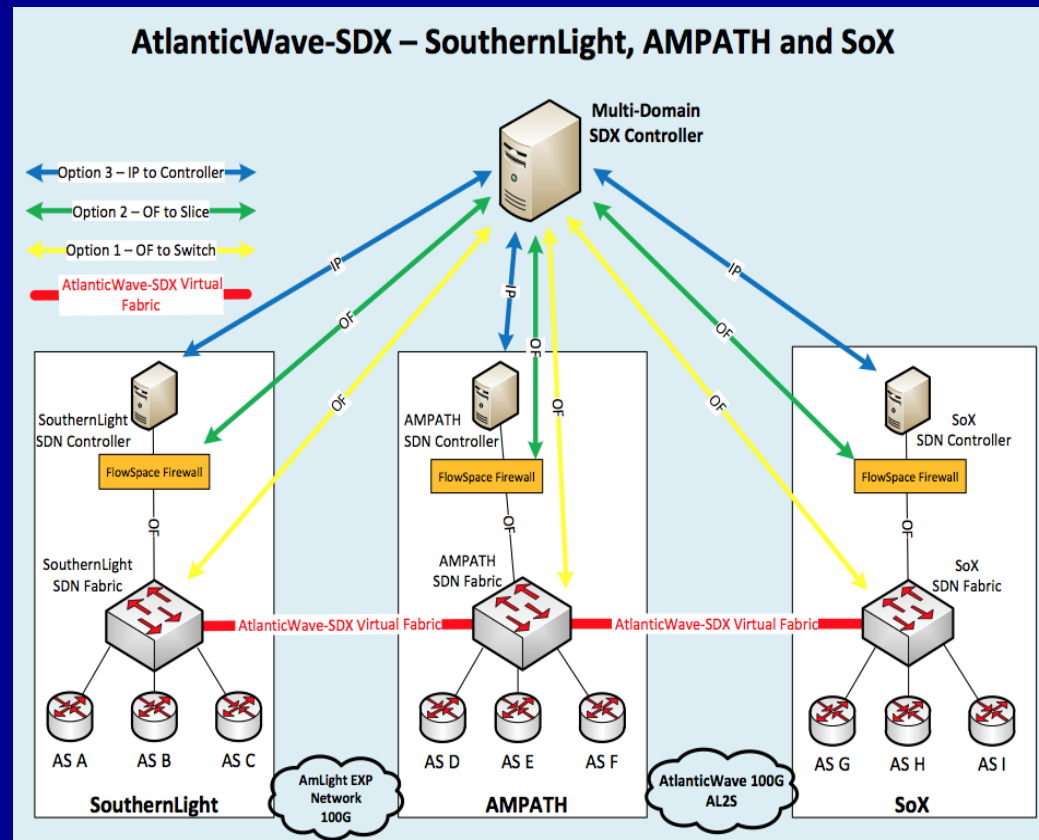 AtlanticWave-SDX – SouthernLight, AMPATH and SoX
Multi-Domain
SDX Controller
Option 3 – IP to Controller
Option 2 – OF to Slice
Option 1 – OF to Switch
AtlanticWave-SDX Virtual
Fabric
IP
OF
OF
IP
OF
OF
IP
OF
OF
SouthernLight
SDN Controller
FlowSpace Firewall
OF
SouthernLight
SDN Fabric
AS A
AS B
AS C
SouthernLight
AtlanticWave-SDX Virtual Fabric
AmLight EXP
Network
100G
AMPATH
SDN Controller
FlowSpace Firewall
OF
AMPATH
SDN Fabric
AS D
AS E
AS F
AMPATH
AtlanticWave-SDX Virtual Fabric
AtlanticWave 100G
AL2S
SoX
SDN Controller
FlowSpace Firewall
OF
SoX
SDN Fabric
AS G
AS H
AS I
SoX